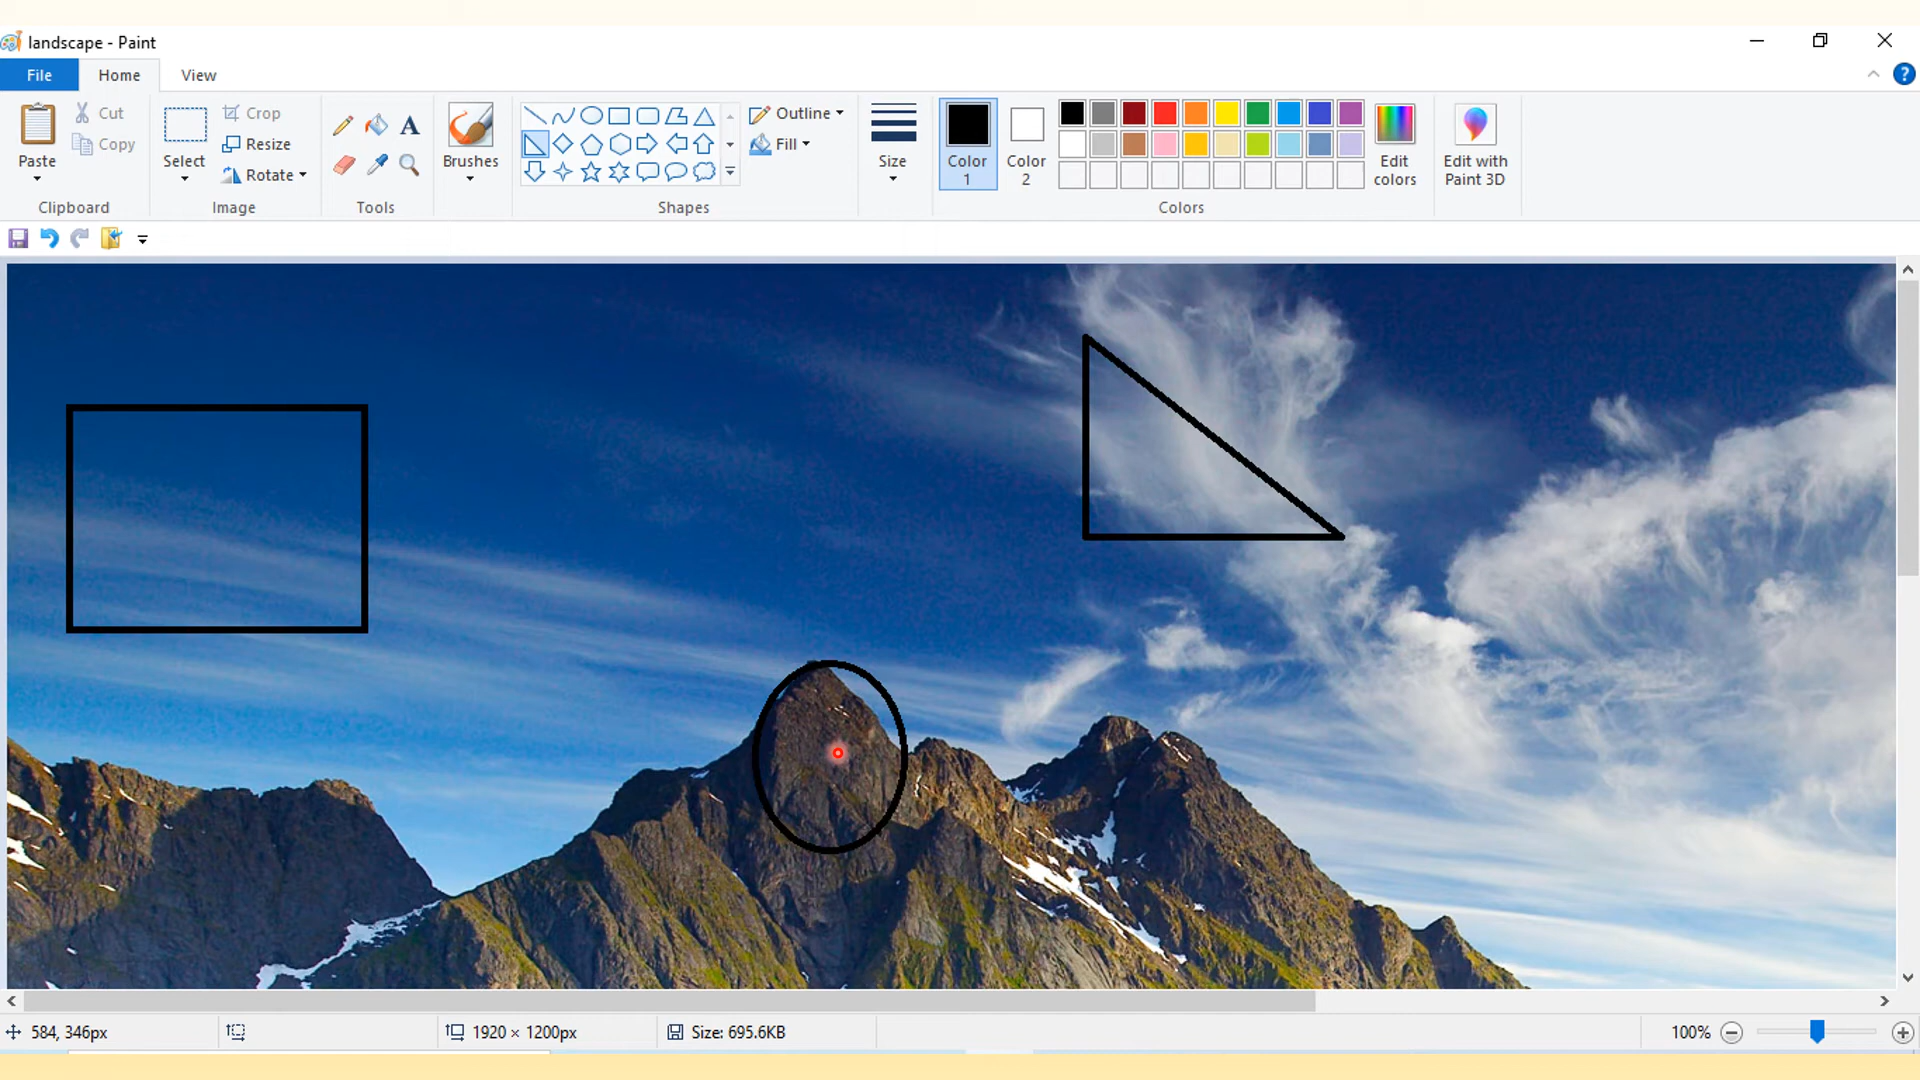 landscape - Paint
File Home View
Paste
Cut
Copy
Clipboard
Select
Crop
Resize
Rotate
Image
A
Tools
Brushes
Shapes
Outline
Fill
Size
Color 1
Color 2
Edit colors
Colors
Edit with Paint 3D
584, 346px
1920 × 1200px
Size: 695.6KB
100%